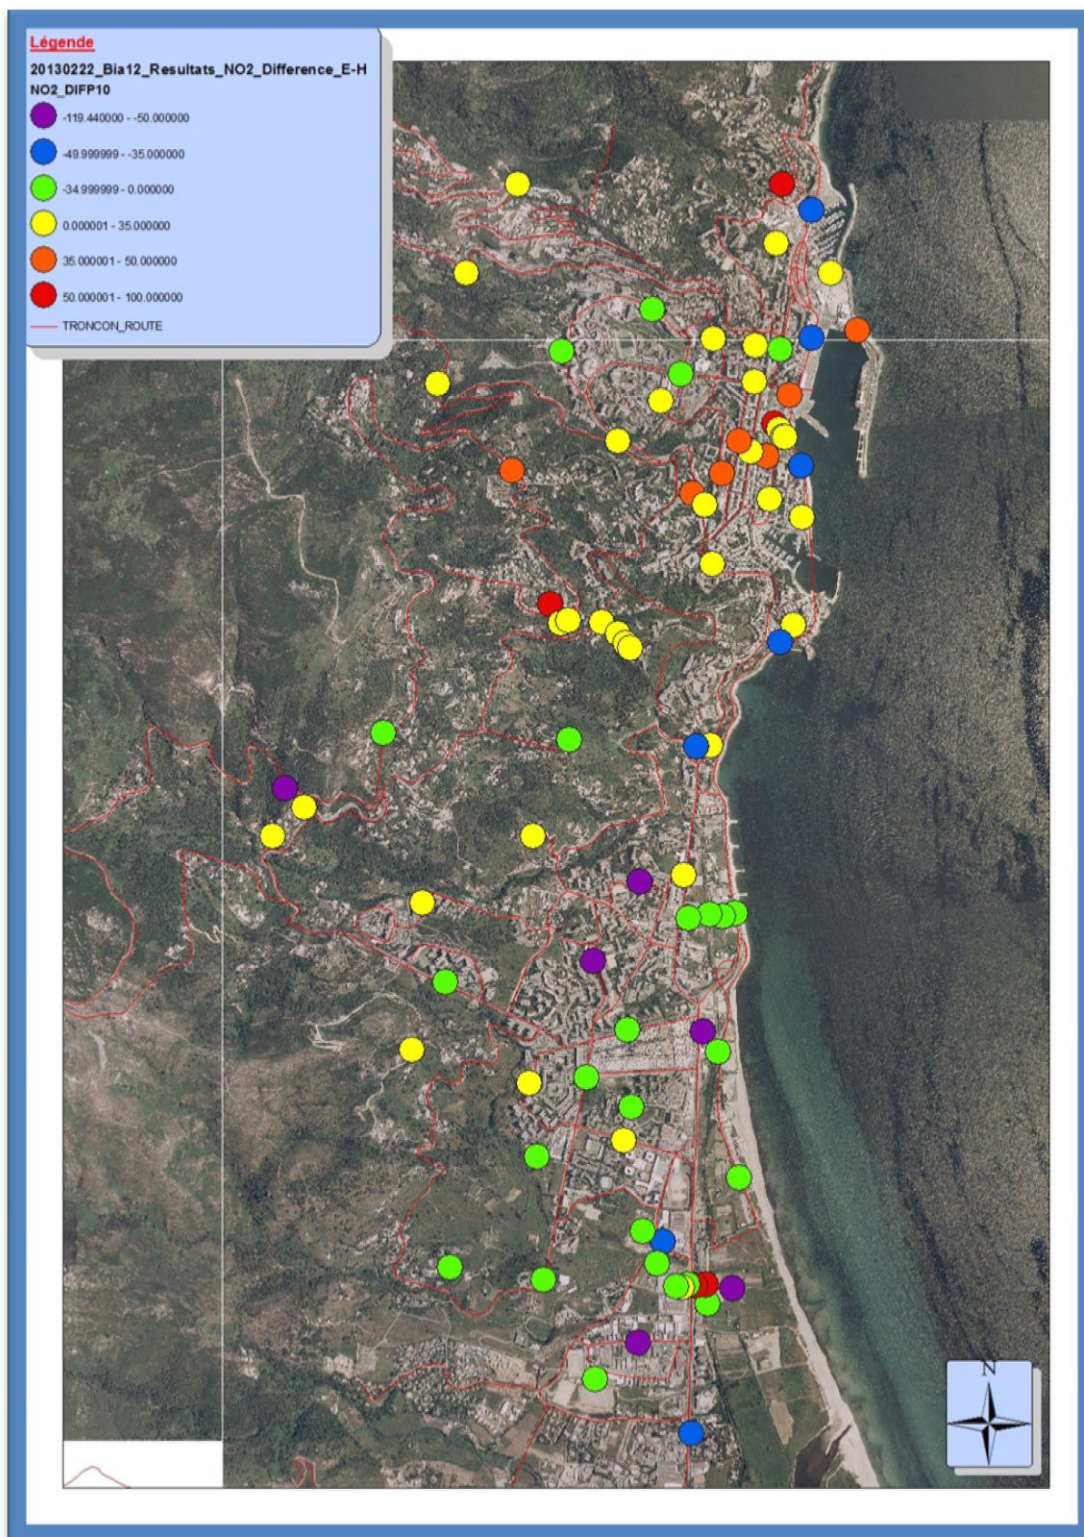 Légende
20130222_Bia12_Resultats_NO2_Difference_E-H
NO2_DIFP10
-119.440000 - -50.000000
-49.999999 - -35.000000
-34.999999 - 0.000000
0.000001 - 35.000000
35.000001 - 50.000000
50.000001 - 100.000000
TRONCON_ROUTE
N